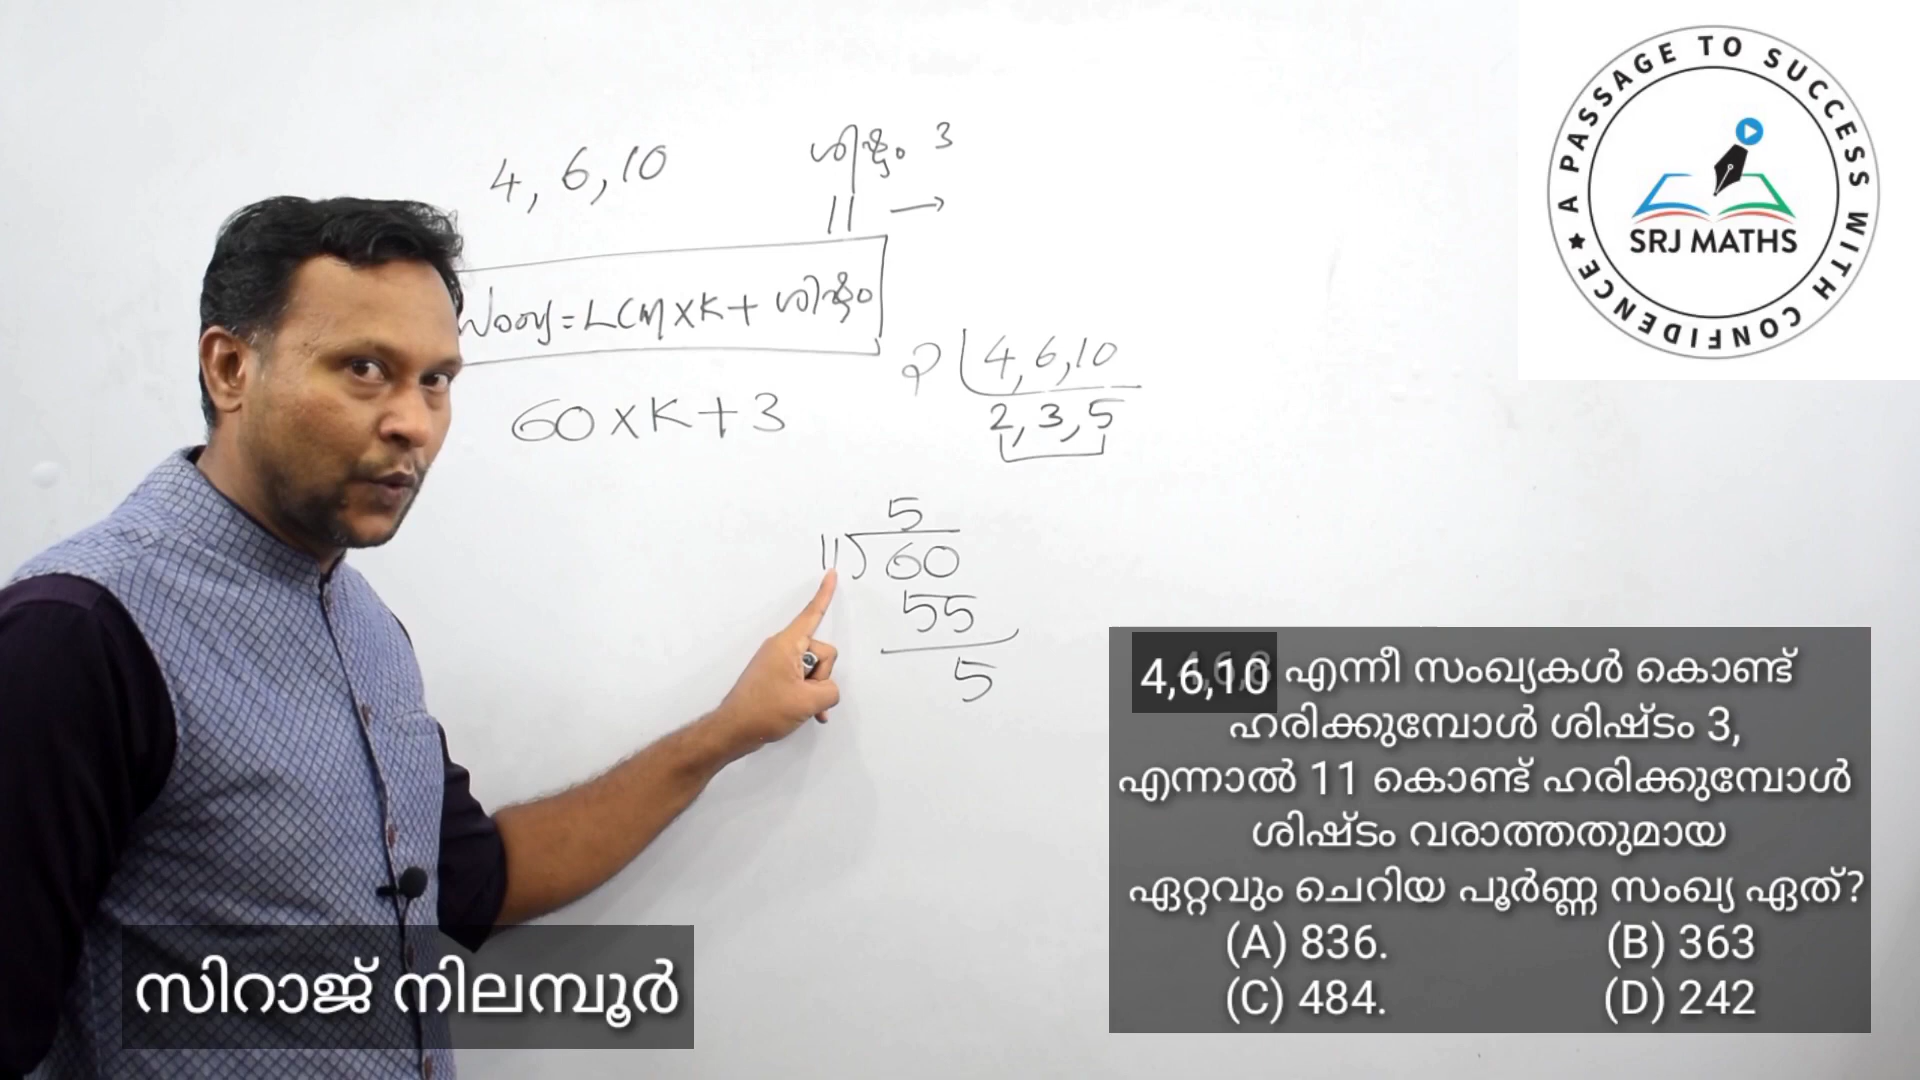 4, 6, 10
ശിഷ്ടം 3
11 →
= LCM X K + ശിഷ്ടം
60 X K + 3
2 4, 6, 10
2, 3, 5
5
11 60
55
5
A PASSAGE TO SUCCESS WITH CONFIDENCE ★
SRJ MATHS
4,6,10 എന്നീ സംഖ്യകൾ കൊണ്ട്
ഹരിക്കുമ്പോൾ ശിഷ്ടം 3,
എന്നാൽ 11 കൊണ്ട് ഹരിക്കുമ്പോൾ
ശിഷ്ടം വരാത്തതുമായ
ഏറ്റവും ചെറിയ പൂർണ്ണ സംഖ്യ ഏത്?
(A) 836. (B) 363
(C) 484. (D) 242
സിറാജ് നിലമ്പൂർ